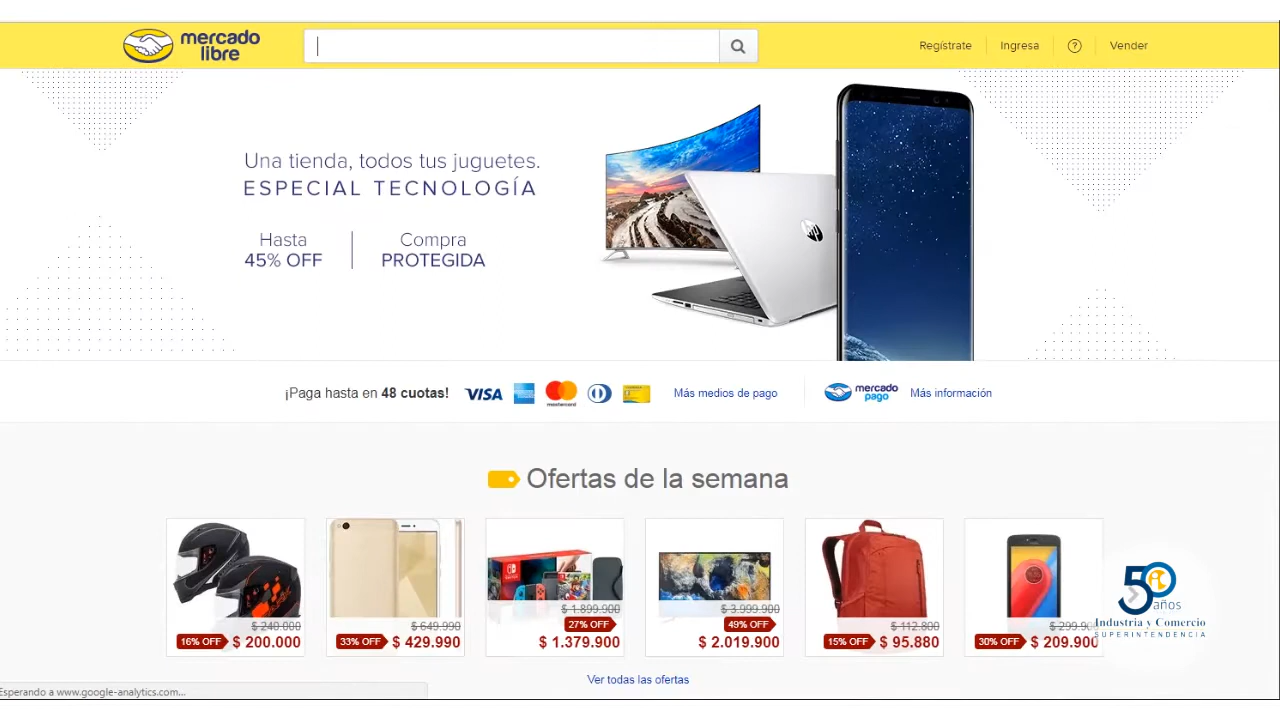 mercado
libre
Regístrate
Ingresa
?
Vender
Una tienda, todos tus juguetes.
ESPECIAL TECNOLOGÍA
Hasta
45% OFF
Compra
PROTEGIDA
hp
¡Paga hasta en 48 cuotas!
VISA
mastercard
Más medios de pago
mercado
pago
Más información
Ofertas de la semana
$ 240.000
16% OFF
$ 200.000
$ 649.990
33% OFF
$ 429.990
$ 1.899.900
27% OFF
$ 1.379.900
$ 3.999.900
49% OFF
$ 2.019.900
$ 112.800
15% OFF
$ 95.880
$ 299.90
30% OFF
$ 209.900
50
años
Industria y Comercio
SUPERINTENDENCIA
Ver todas las ofertas
Esperando a www.google-analytics.com...